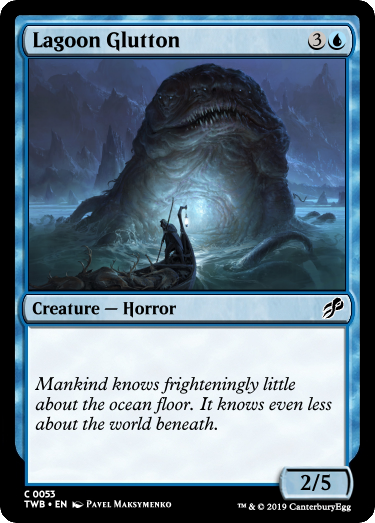 Lagoon Glutton 3
Creature — Horror
Mankind knows frighteningly little
about the ocean floor. It knows even less
about the world beneath.
2/5
C 0053
TWB • EN Pavel Maksymenko
™ & © 2019 CanterburyEgg